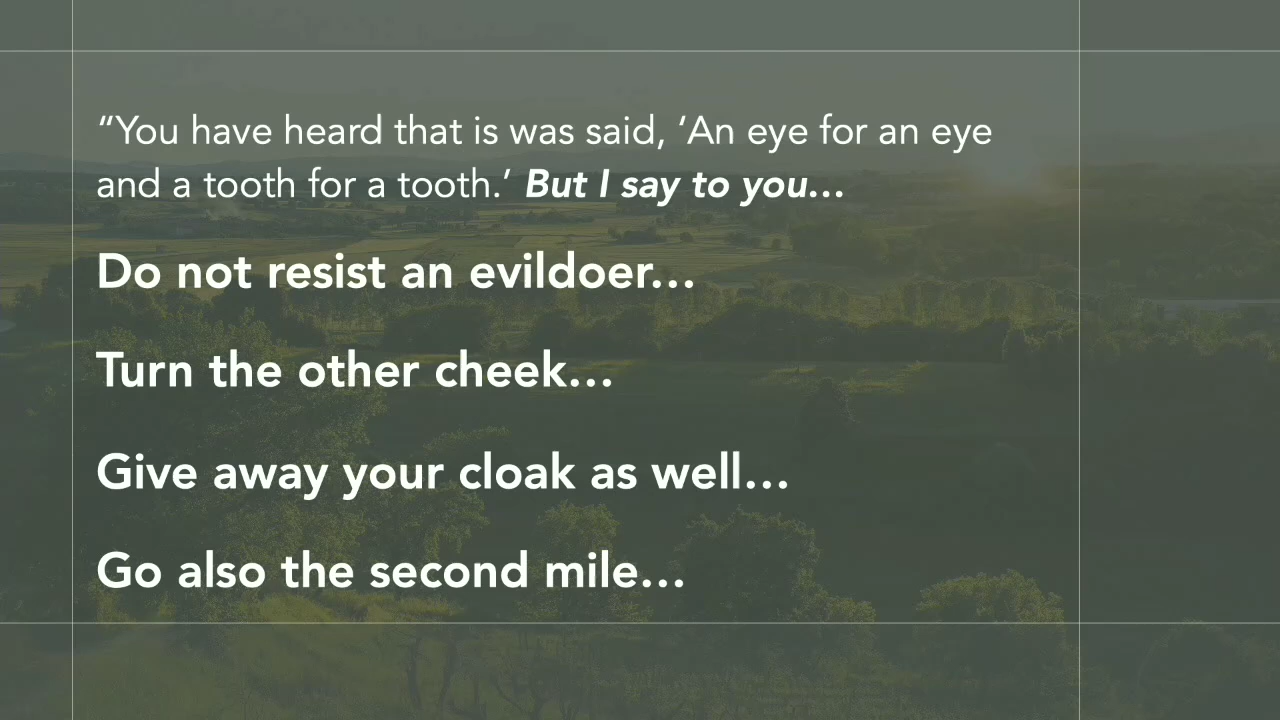 “You have heard that is was said, ‘An eye for an eye
and a tooth for a tooth.’ But I say to you…
Do not resist an evildoer…
Turn the other cheek…
Give away your cloak as well…
Go also the second mile…